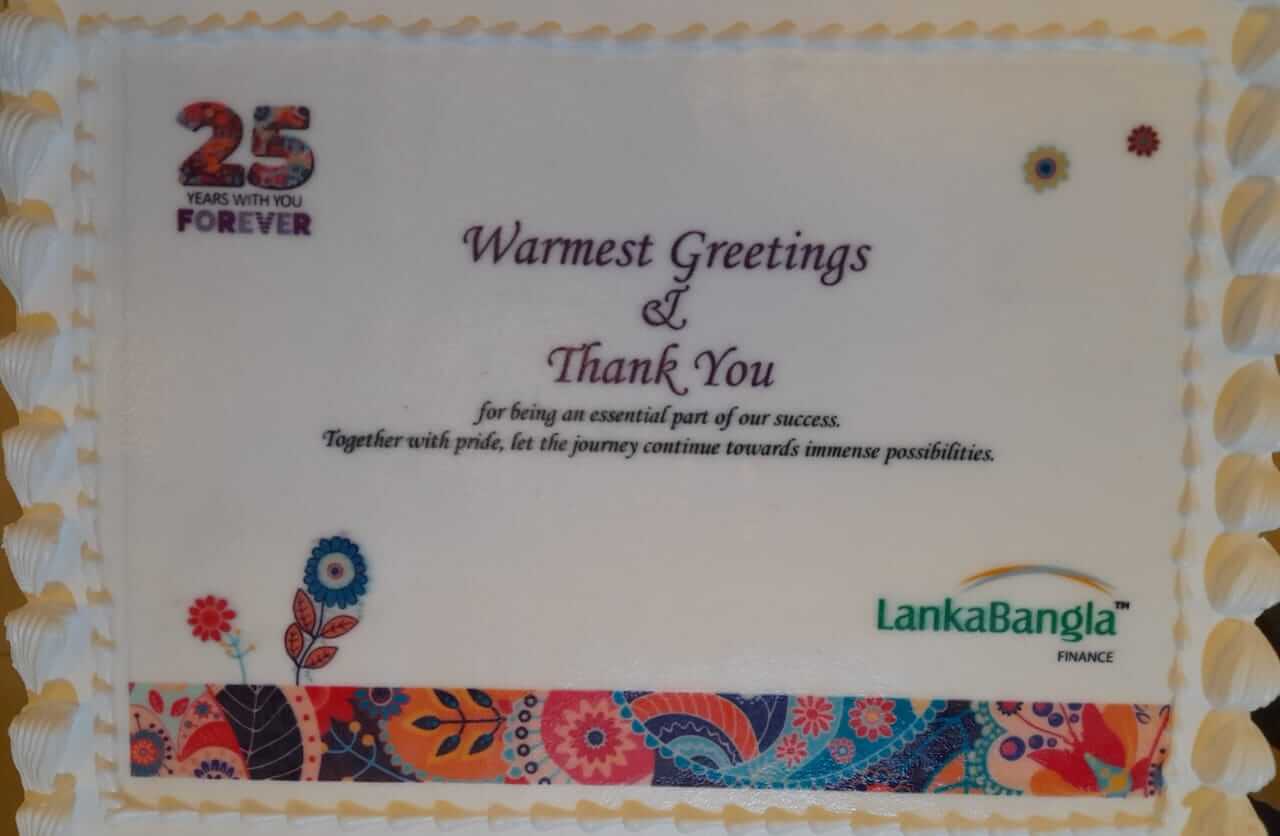 25
YEARS WITH YOU
FOREVER
Warmest Greetings
&
Thank You
for being an essential part of our success.
Together with pride, let the journey continue towards immense possibilities.
LankaBangla™
FINANCE